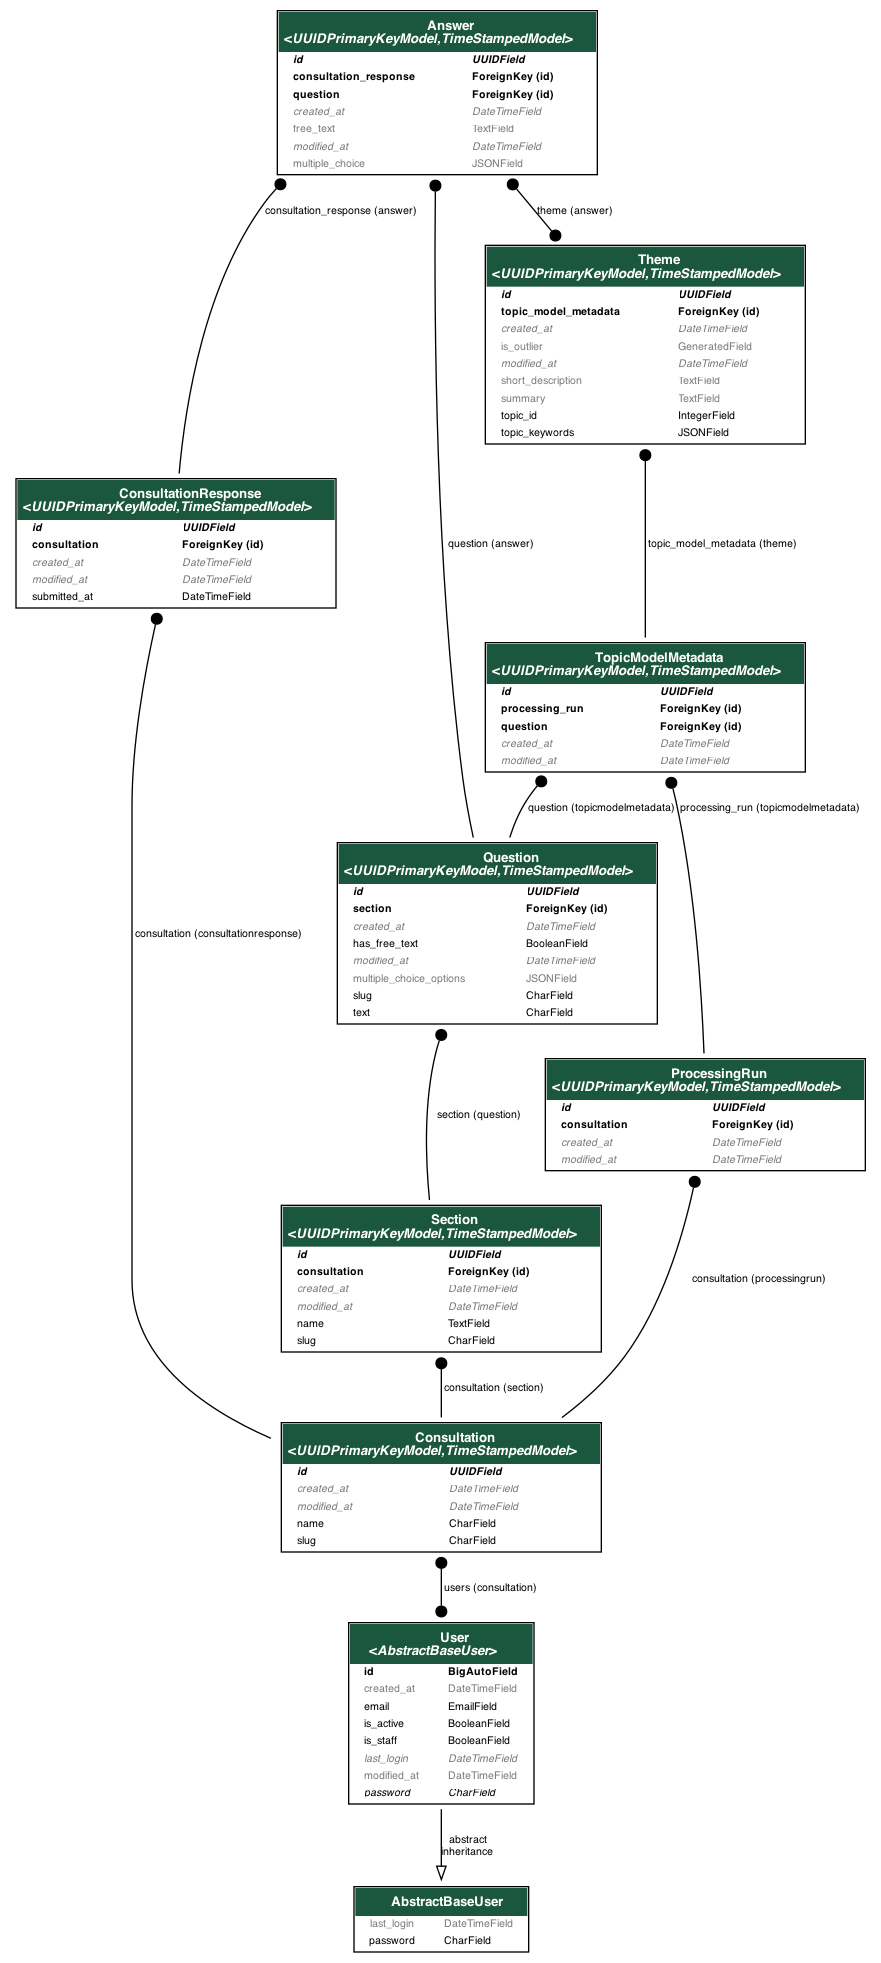 Answer
<UUIDPrimaryKeyModel,TimeStampedModel>
id UUIDField
consultation_response ForeignKey (id)
question ForeignKey (id)
created_at DateTimeField
free_text TextField
modified_at DateTimeField
multiple_choice JSONField
consultation_response (answer)
theme (answer)
Theme
<UUIDPrimaryKeyModel,TimeStampedModel>
id UUIDField
topic_model_metadata ForeignKey (id)
created_at DateTimeField
is_outlier GeneratedField
modified_at DateTimeField
short_description TextField
summary TextField
topic_id IntegerField
topic_keywords JSONField
ConsultationResponse
<UUIDPrimaryKeyModel,TimeStampedModel>
id UUIDField
consultation ForeignKey (id)
created_at DateTimeField
modified_at DateTimeField
submitted_at DateTimeField
question (answer)
topic_model_metadata (theme)
TopicModelMetadata
<UUIDPrimaryKeyModel,TimeStampedModel>
id UUIDField
processing_run ForeignKey (id)
question ForeignKey (id)
created_at DateTimeField
modified_at DateTimeField
question (topicmodelmetadata)
processing_run (topicmodelmetadata)
Question
<UUIDPrimaryKeyModel,TimeStampedModel>
id UUIDField
section ForeignKey (id)
created_at DateTimeField
has_free_text BooleanField
modified_at DateTimeField
multiple_choice_options JSONField
slug CharField
text CharField
consultation (consultationresponse)
ProcessingRun
<UUIDPrimaryKeyModel,TimeStampedModel>
id UUIDField
consultation ForeignKey (id)
created_at DateTimeField
modified_at DateTimeField
section (question)
Section
<UUIDPrimaryKeyModel,TimeStampedModel>
id UUIDField
consultation ForeignKey (id)
created_at DateTimeField
modified_at DateTimeField
name TextField
slug CharField
consultation (processingrun)
consultation (section)
Consultation
<UUIDPrimaryKeyModel,TimeStampedModel>
id UUIDField
created_at DateTimeField
modified_at DateTimeField
name CharField
slug CharField
users (consultation)
User
<AbstractBaseUser>
id BigAutoField
created_at DateTimeField
email EmailField
is_active BooleanField
is_staff BooleanField
last_login DateTimeField
modified_at DateTimeField
password CharField
abstract
inheritance
AbstractBaseUser
last_login DateTimeField
password CharField